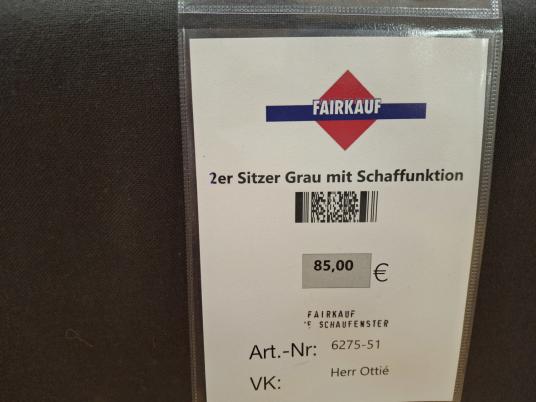 FAIRKAUF
2er Sitzer Grau mit Schaffunktion
85,00 €
FAIRKAUF
SCHAUFENSTER
Art.-Nr: 6275-51
VK: Herr Ottié